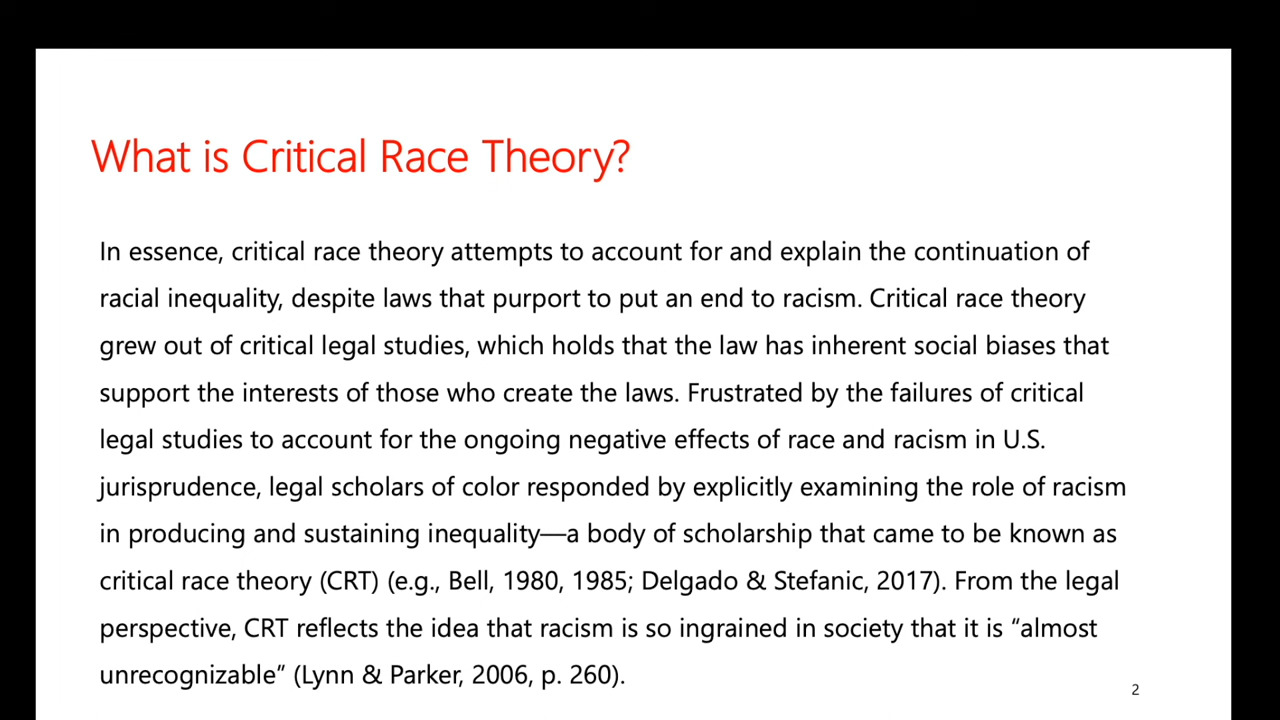 What is Critical Race Theory?
In essence, critical race theory attempts to account for and explain the continuation of
racial inequality, despite laws that purport to put an end to racism. Critical race theory
grew out of critical legal studies, which holds that the law has inherent social biases that
support the interests of those who create the laws. Frustrated by the failures of critical
legal studies to account for the ongoing negative effects of race and racism in U.S.
jurisprudence, legal scholars of color responded by explicitly examining the role of racism
in producing and sustaining inequality—a body of scholarship that came to be known as
critical race theory (CRT) (e.g., Bell, 1980, 1985; Delgado & Stefanic, 2017). From the legal
perspective, CRT reflects the idea that racism is so ingrained in society that it is “almost
unrecognizable” (Lynn & Parker, 2006, p. 260).
2